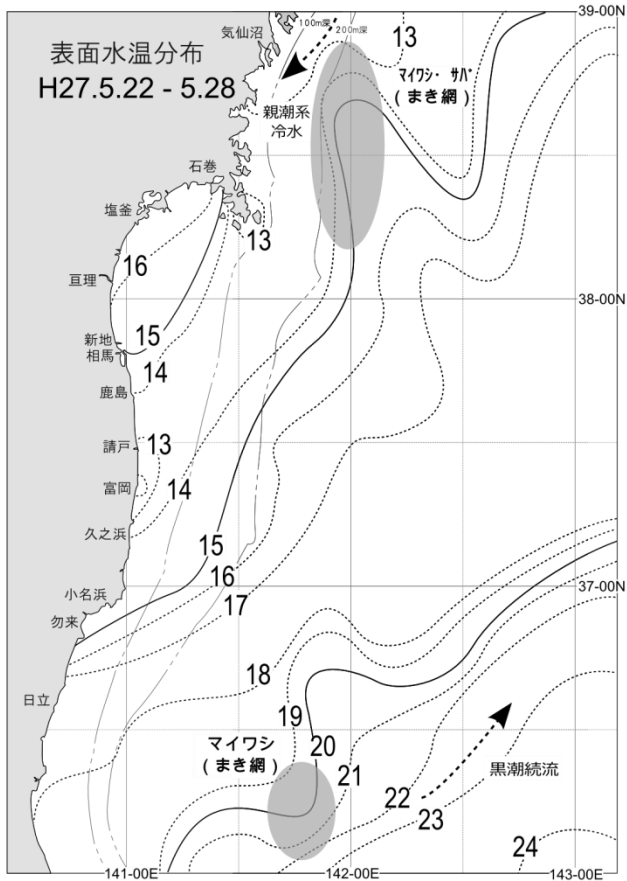 39-00N
気仙沼
100m深
200m深
13
表面水温分布
H27.5.22 - 5.28
マイワシ・ サバ
( まき網 )
親潮系
冷水
石巻
塩釜
13
16
亘理
38-00N
15
新地
相馬
14
鹿島
請戸
13
富岡
14
久之浜
15
16
37-00N
小名浜
17
勿来
18
日立
19
マイワシ
( まき網 )
20
21
黒潮続流
22
23
24
141-00E
142-00E
143-00E